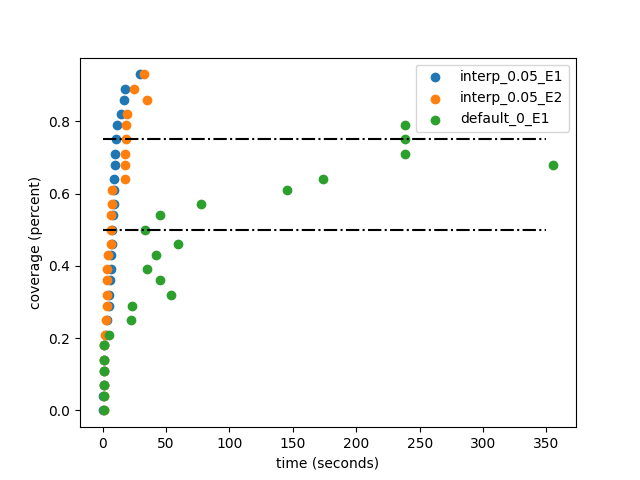 interp_0.05_E1
interp_0.05_E2
default_0_E1
0.8
0.6
0.4
0.2
0.0
coverage (percent)
0 50 100 150 200 250 300 350
time (seconds)